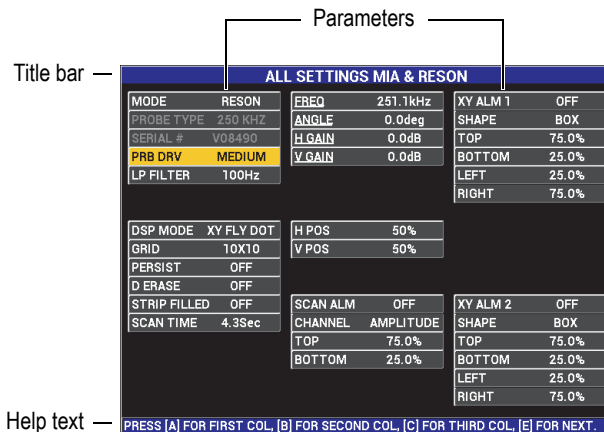 Parameters
Title bar
ALL SETTINGS MIA & RESON
MODE RESON
PROBE TYPE 250 KHZ
SERIAL # V08490
PRB DRV MEDIUM
LP FILTER 100Hz
FREQ 251.1kHz
ANGLE 0.0deg
H GAIN 0.0dB
V GAIN 0.0dB
XY ALM 1 OFF
SHAPE BOX
TOP 75.0%
BOTTOM 25.0%
LEFT 25.0%
RIGHT 75.0%
DSP MODE XY FLY DOT
GRID 10X10
PERSIST OFF
D ERASE OFF
STRIP FILLED OFF
SCAN TIME 4.3Sec
H POS 50%
V POS 50%
SCAN ALM OFF
CHANNEL AMPLITUDE
TOP 75.0%
BOTTOM 25.0%
XY ALM 2 OFF
SHAPE BOX
TOP 75.0%
BOTTOM 25.0%
LEFT 25.0%
RIGHT 75.0%
Help text
PRESS [A] FOR FIRST COL, [B] FOR SECOND COL, [C] FOR THIRD COL, [E] FOR NEXT.